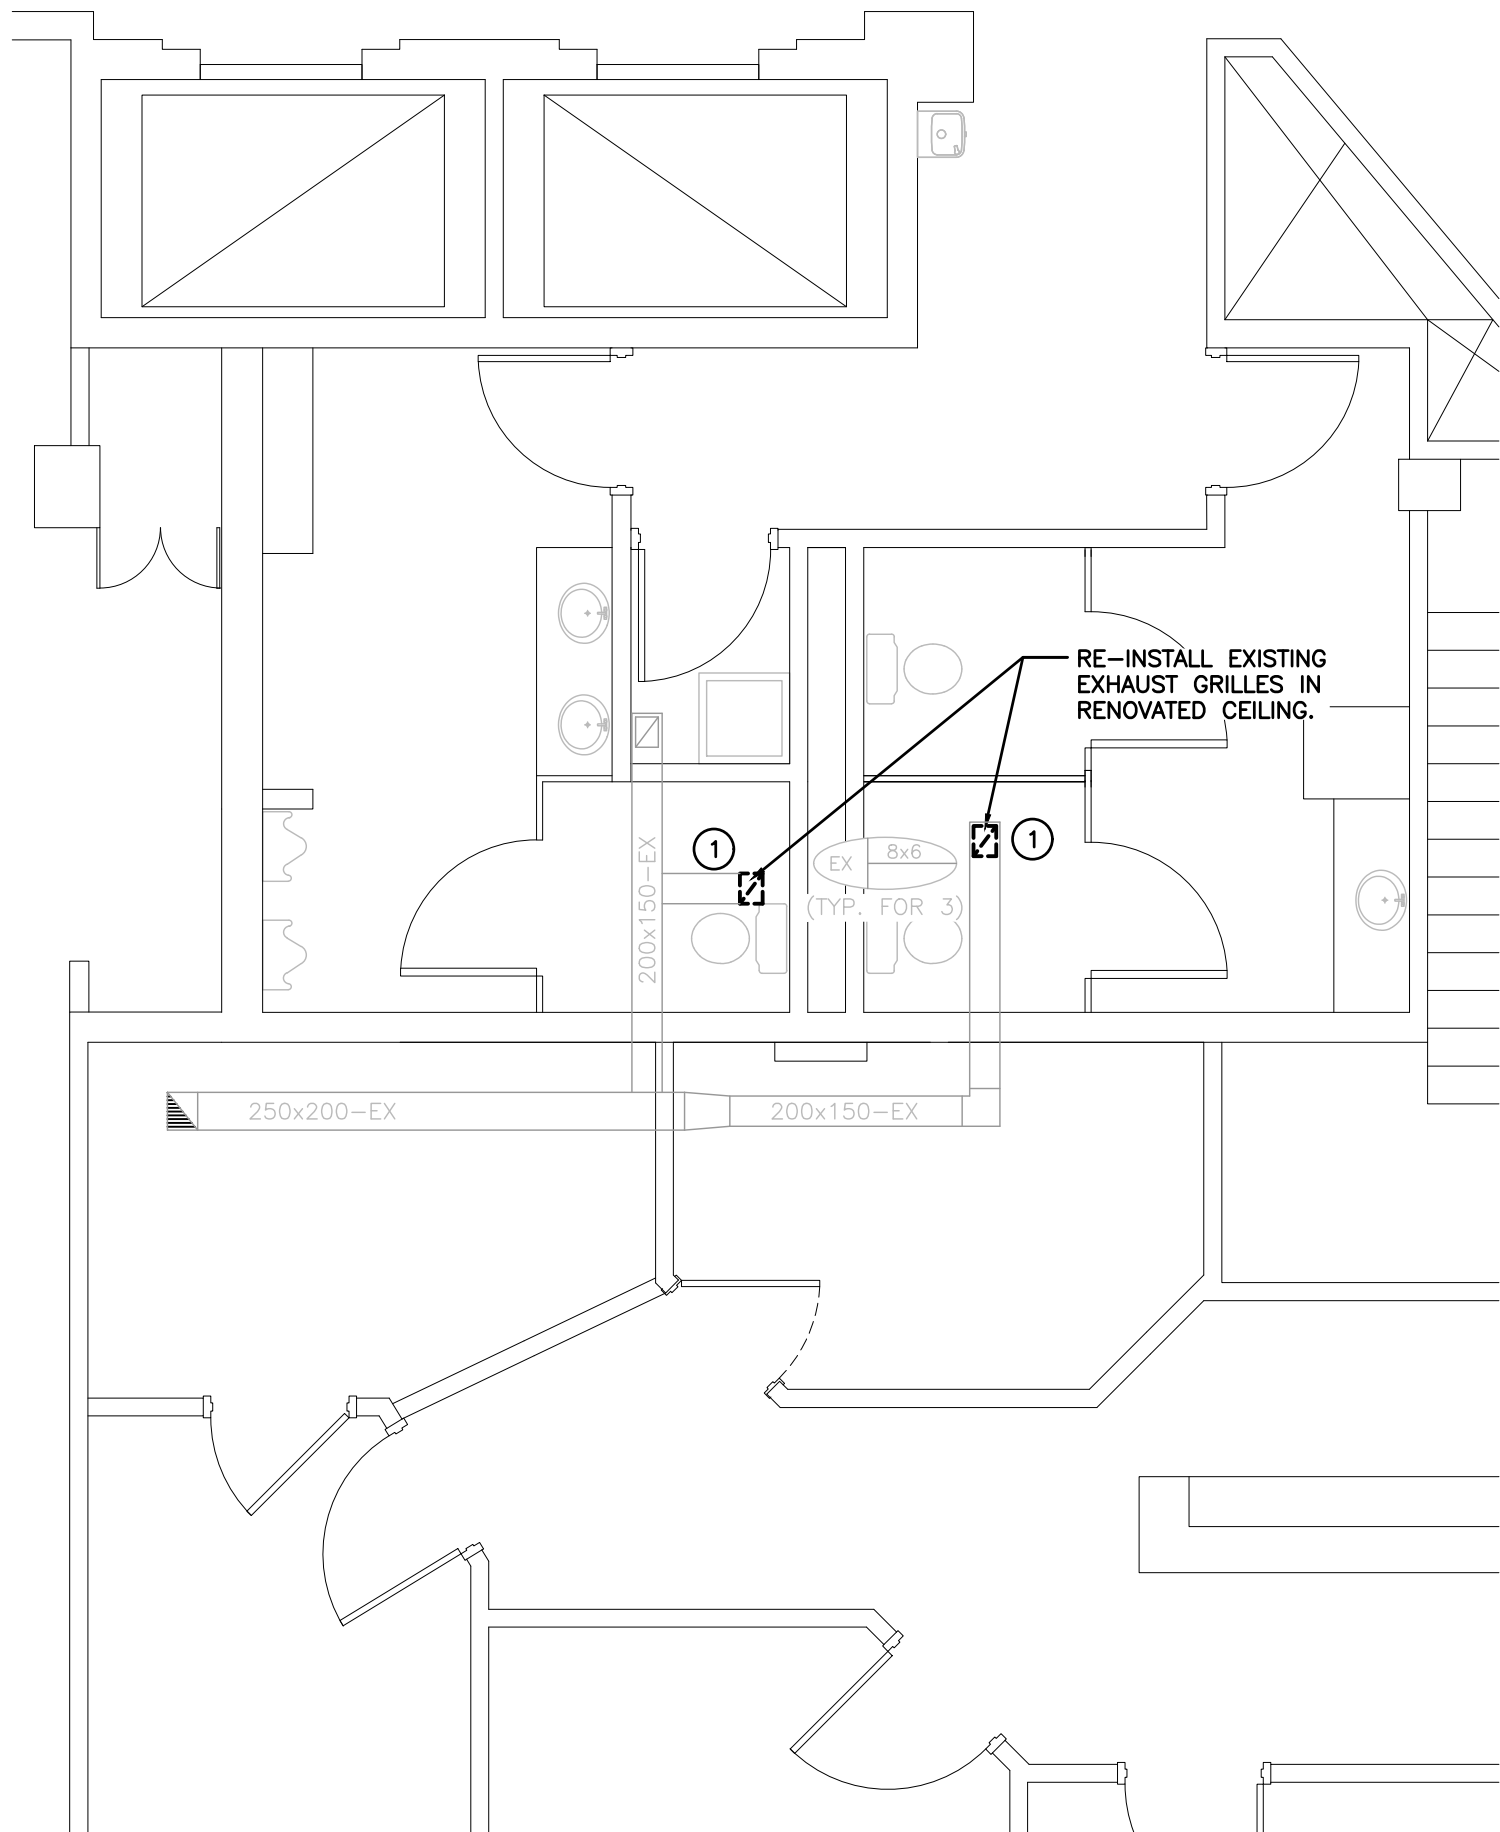 RE-INSTALL EXISTING
EXHAUST GRILLES IN
RENOVATED CEILING.
1
1
200x150-EX
EX
8x6
(TYP. FOR 3)
250x200-EX
200x150-EX